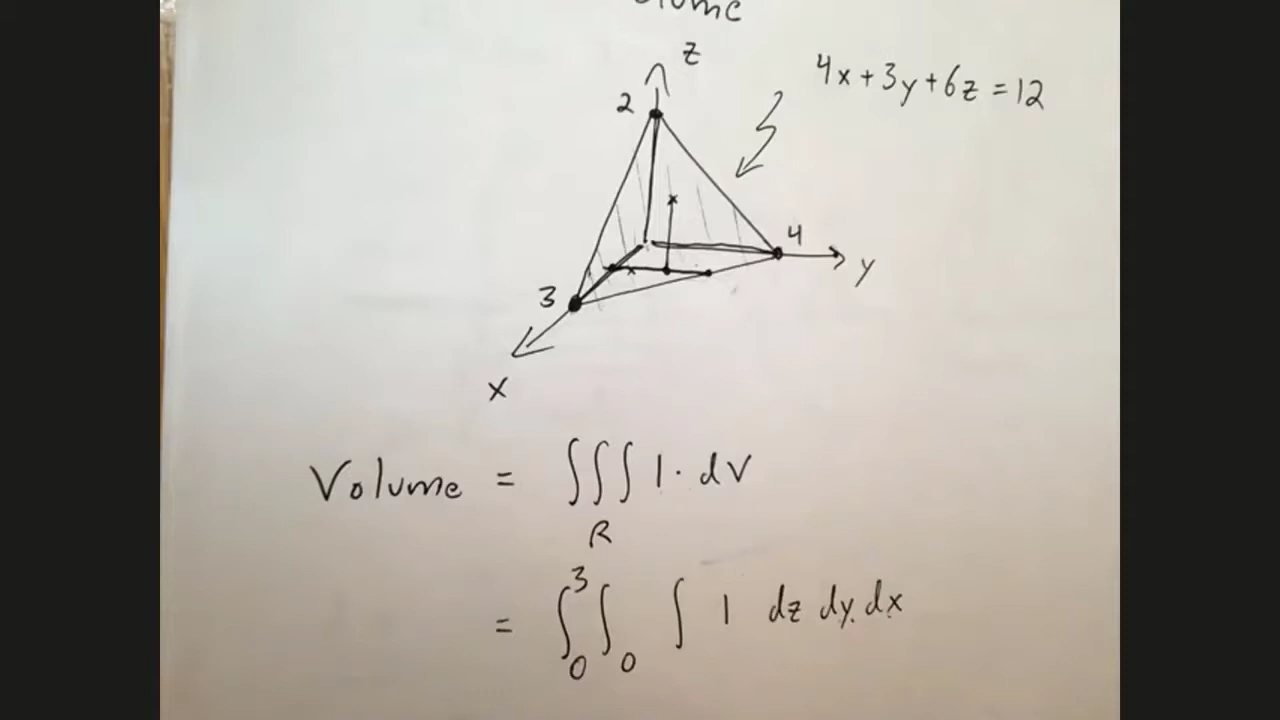 z
4x + 3y + 6z = 12
2
4
y
3
x
Volume = ∫∫∫ 1 · dV
R
= ∫₀³ ∫₀ ∫ 1 dz dy dx